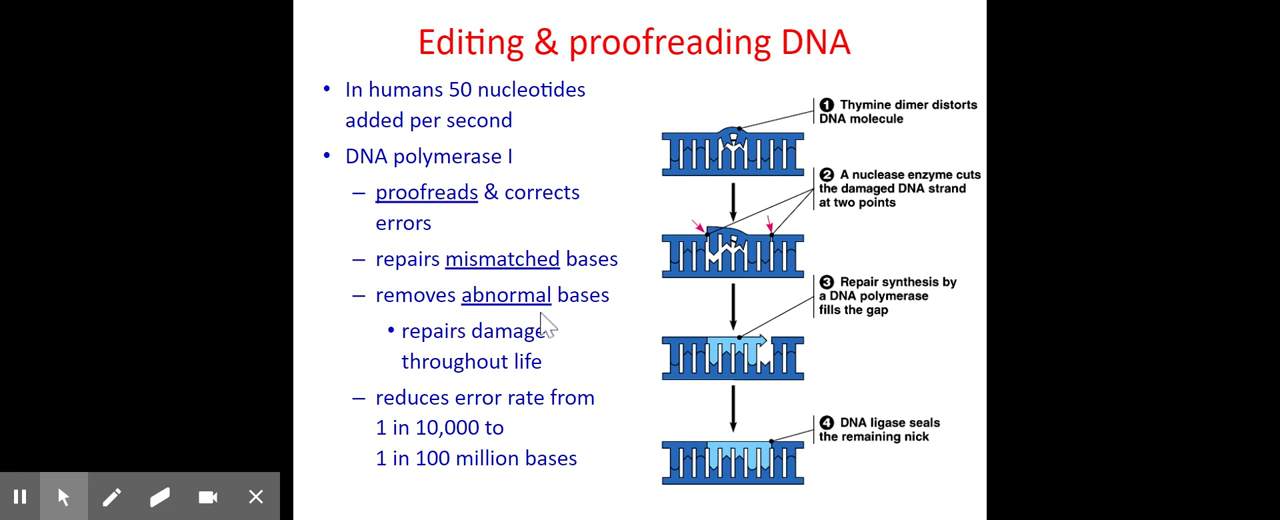 Editing & proofreading DNA
• In humans 50 nucleotides
added per second
• DNA polymerase I
– proofreads & corrects
errors
– repairs mismatched bases
– removes abnormal bases
• repairs damage
throughout life
– reduces error rate from
1 in 10,000 to
1 in 100 million bases
1 Thymine dimer distorts
DNA molecule
2 A nuclease enzyme cuts
the damaged DNA strand
at two points
3 Repair synthesis by
a DNA polymerase
fills the gap
4 DNA ligase seals
the remaining nick